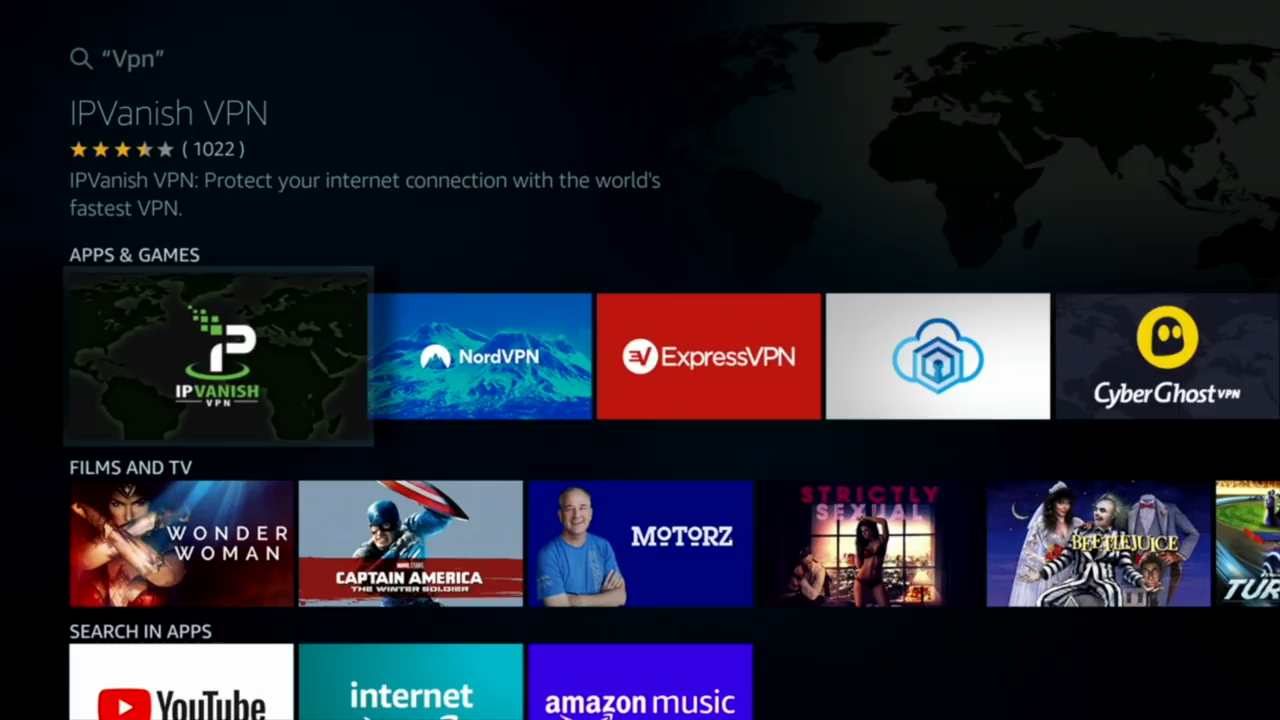 “Vpn”
IPVanish VPN
( 1022 )
IPVanish VPN: Protect your internet connection with the world's
fastest VPN.
APPS & GAMES
IPVANISH
VPN
NordVPN
ExpressVPN
CyberGhost VPN
FILMS AND TV
WONDER
WOMAN
MARVEL STUDIOS
CAPTAIN AMERICA
THE WINTER SOLDIER
MOTORZ
STRICTLY
SEXUAL
BEETLEJUICE
SEARCH IN APPS
YouTube
internet
amazon music